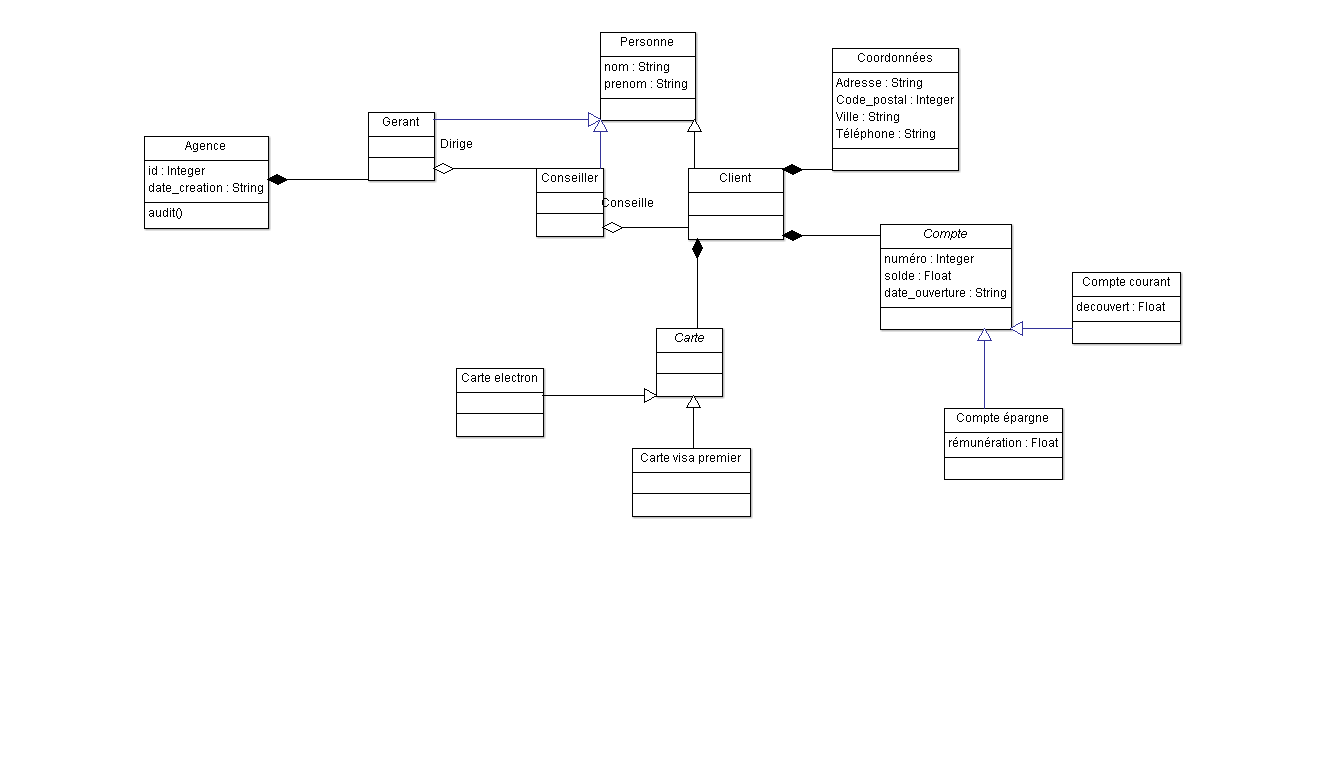 Personne
nom : String
prenom : String
Coordonnées
Adresse : String
Code_postal : Integer
Ville : String
Téléphone : String
Gerant
Dirige
Agence
id : Integer
date_creation : String
audit()
Conseiller
Conseille
Client
Compte
numéro : Integer
solde : Float
date_ouverture : String
Compte courant
decouvert : Float
Carte
Carte electron
Carte visa premier
Compte épargne
rémunération : Float